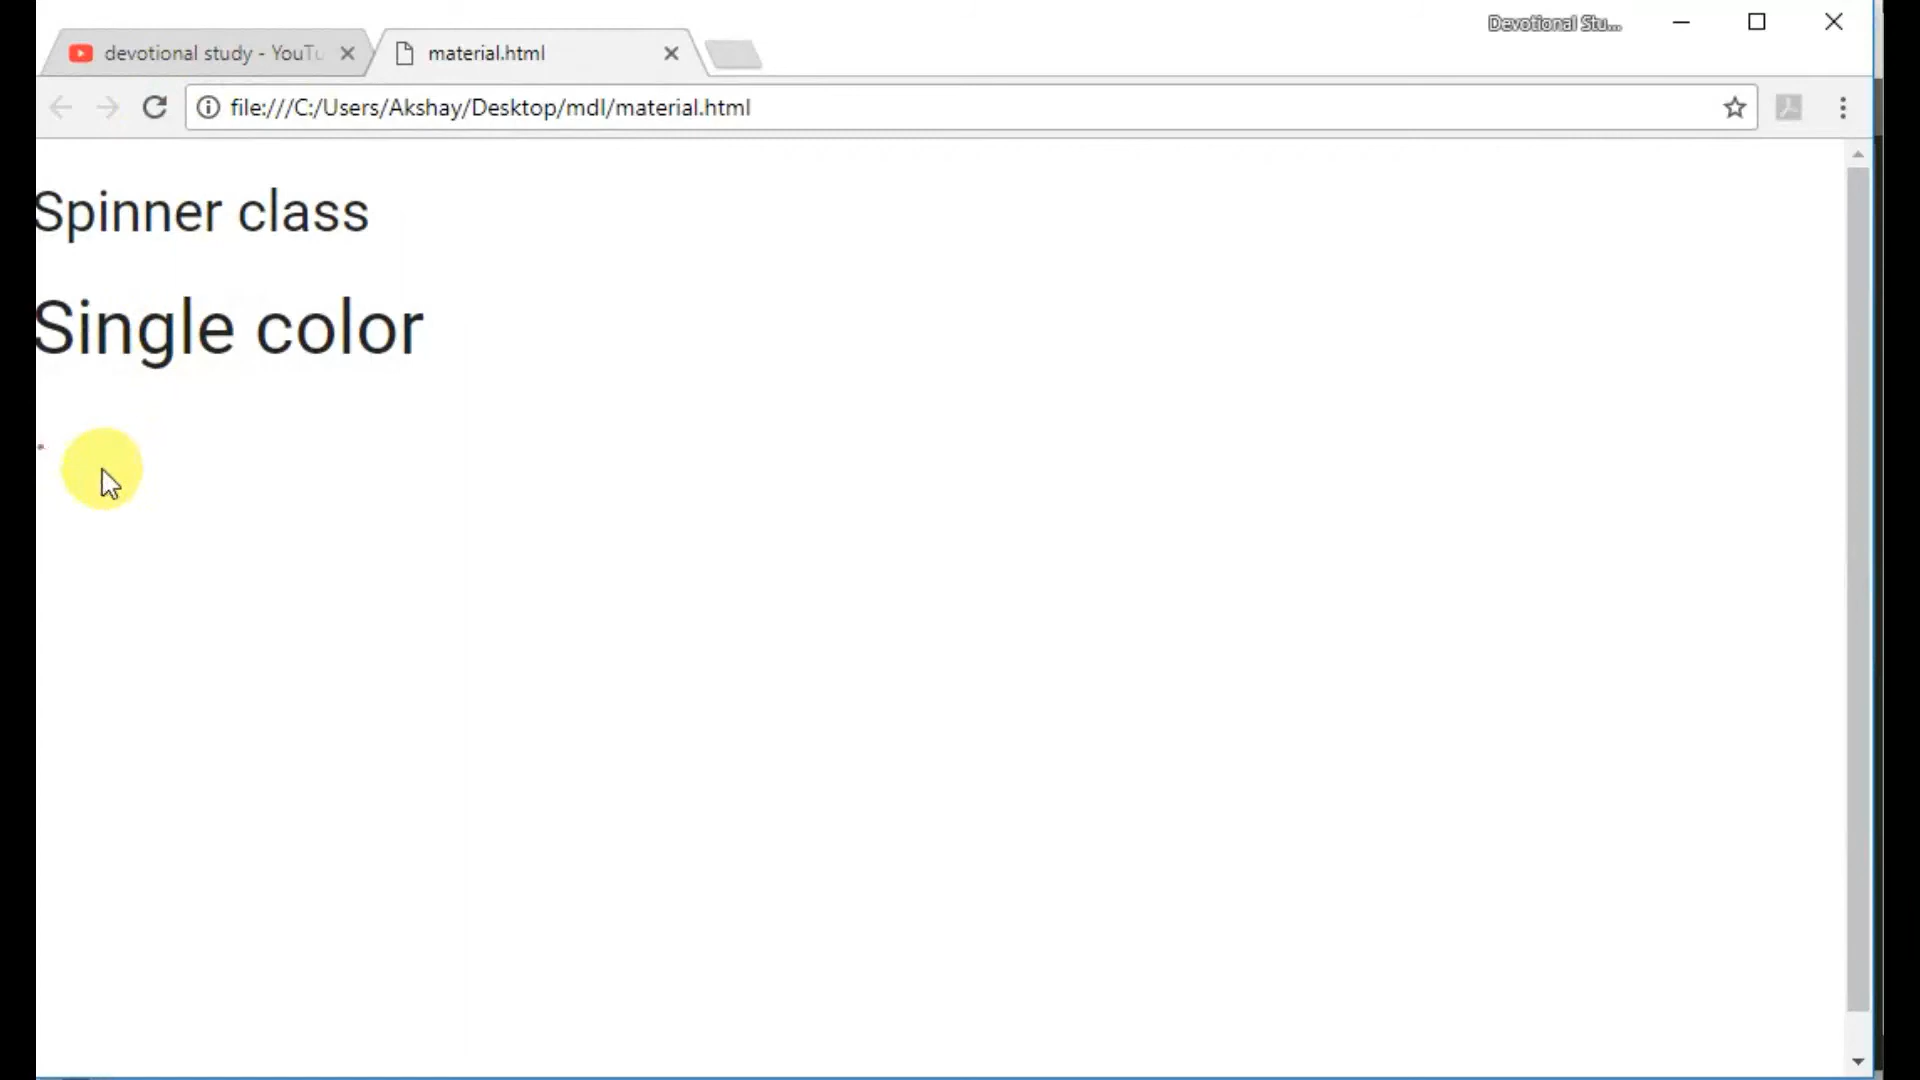 Devotional Stu...
devotional study - YouTu
material.html
file:///C:/Users/Akshay/Desktop/mdl/material.html
Spinner class
Single color